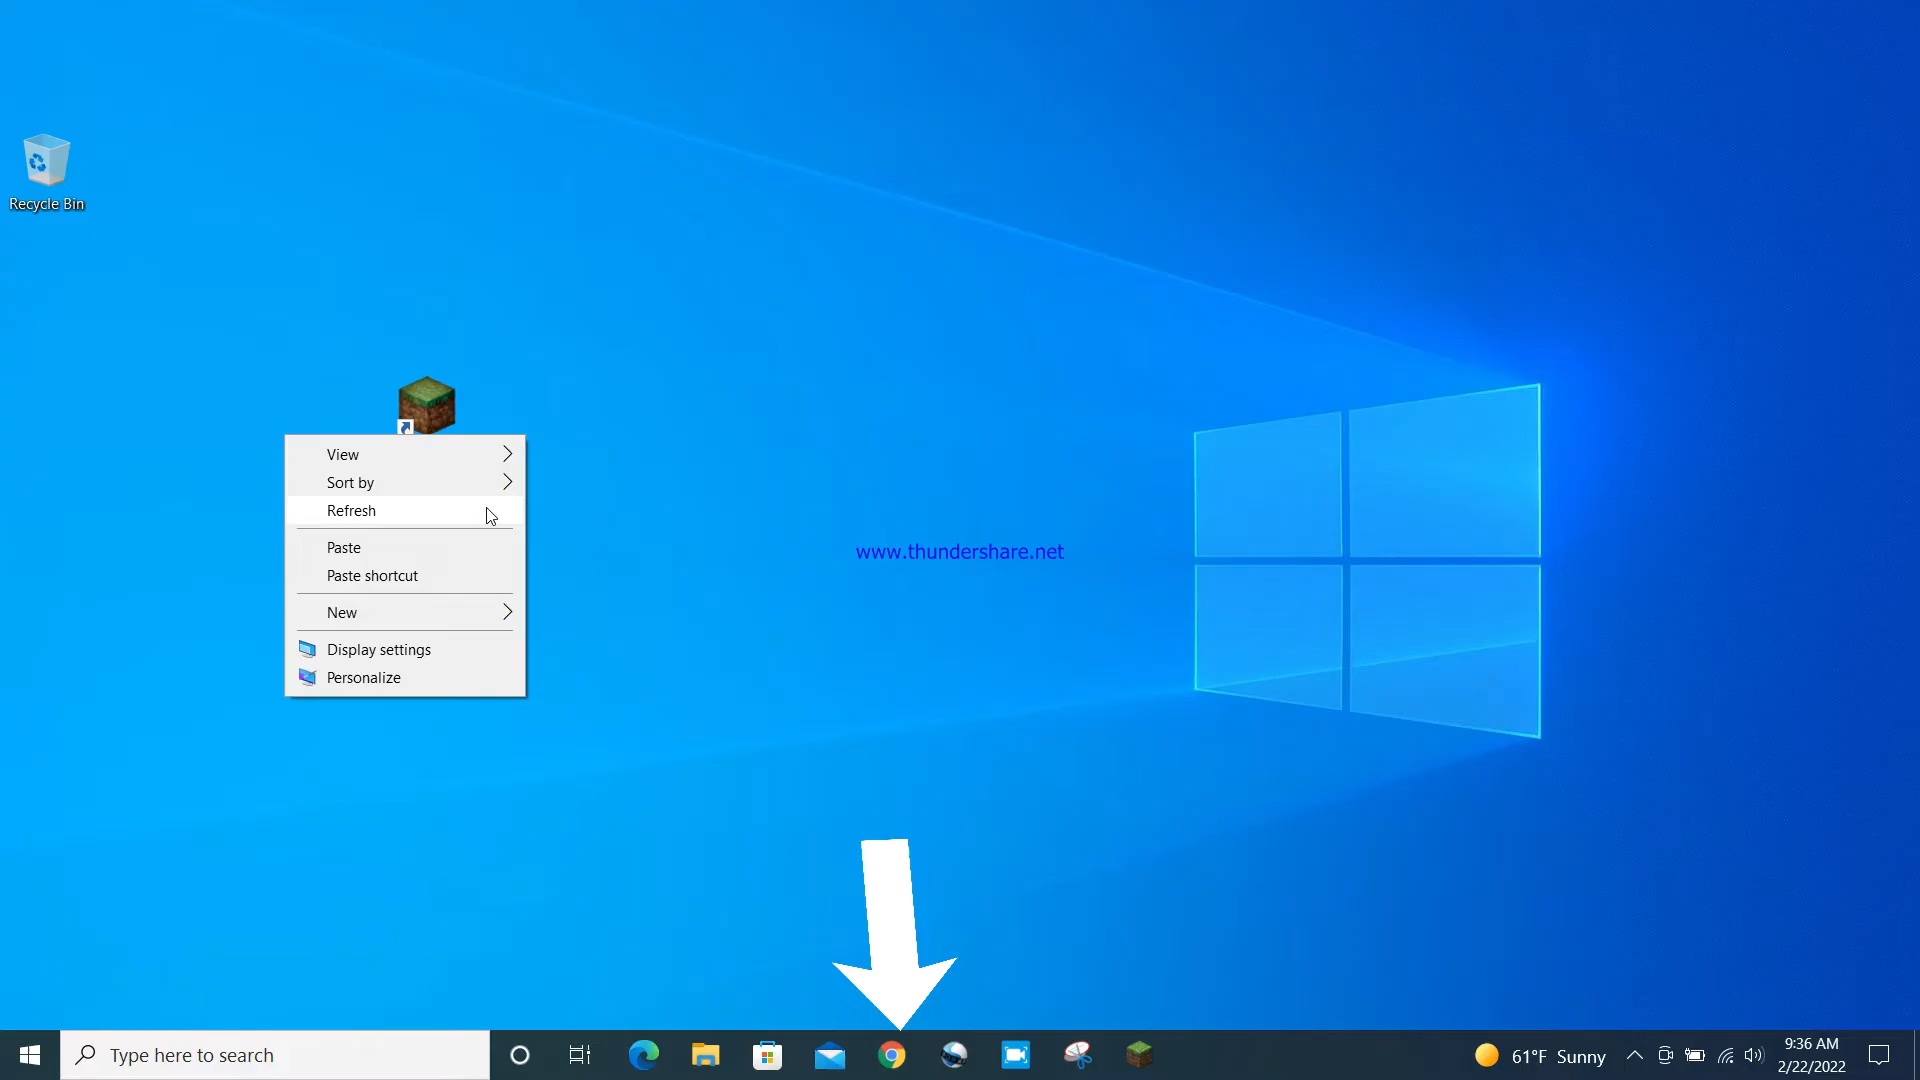 Recycle Bin
View
Sort by
Refresh
Paste
Paste shortcut
New
Display settings
Personalize
www.thundershare.net
Type here to search
61°F Sunny
9:36 AM
2/22/2022